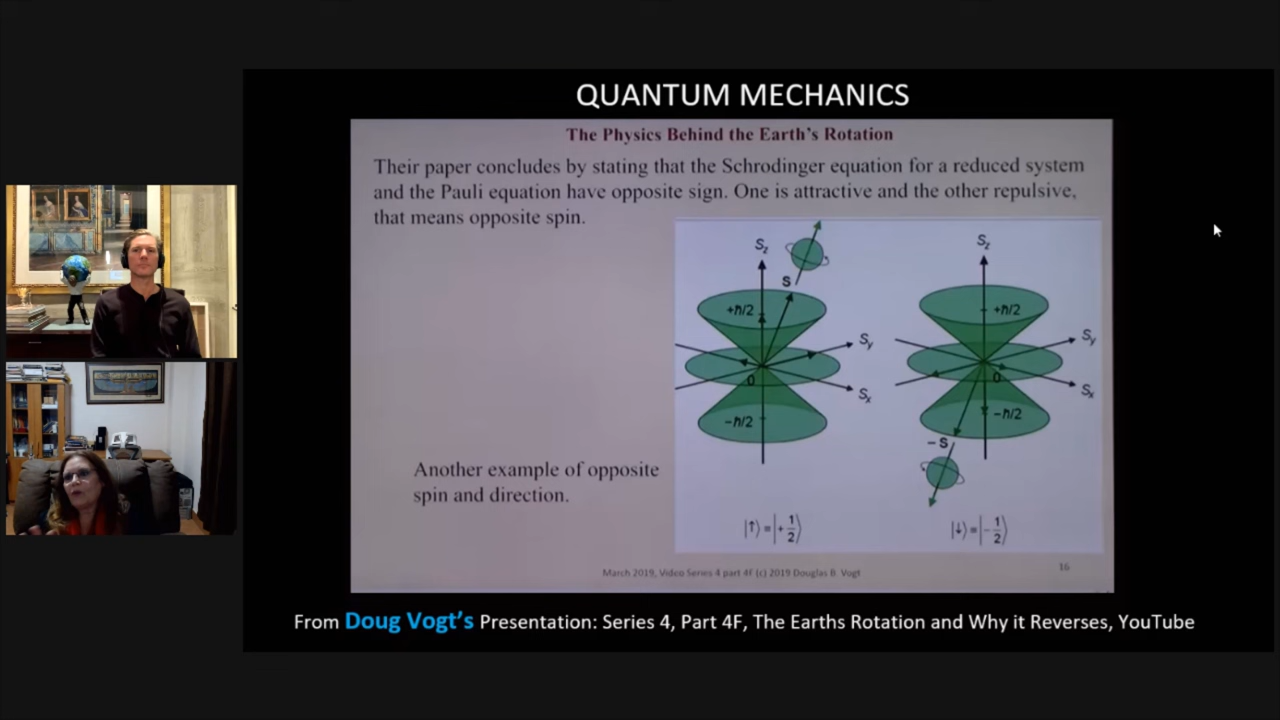 QUANTUM MECHANICS
The Physics Behind the Earth's Rotation
Their paper concludes by stating that the Schrodinger equation for a reduced system
and the Pauli equation have opposite sign. One is attractive and the other repulsive,
that means opposite spin.
Sz
S
+ℏ/2
Sy
0
Sx
−ℏ/2
|↑⟩=|+1/2⟩
Sz
+ℏ/2
Sy
0
Sx
−ℏ/2
−S
|↓⟩=|−1/2⟩
Another example of opposite
spin and direction.
March 2019, Video Series 4 part 4F (c) 2019 Douglas B. Vogt
16
From Doug Vogt's Presentation: Series 4, Part 4F, The Earths Rotation and Why it Reverses, YouTube